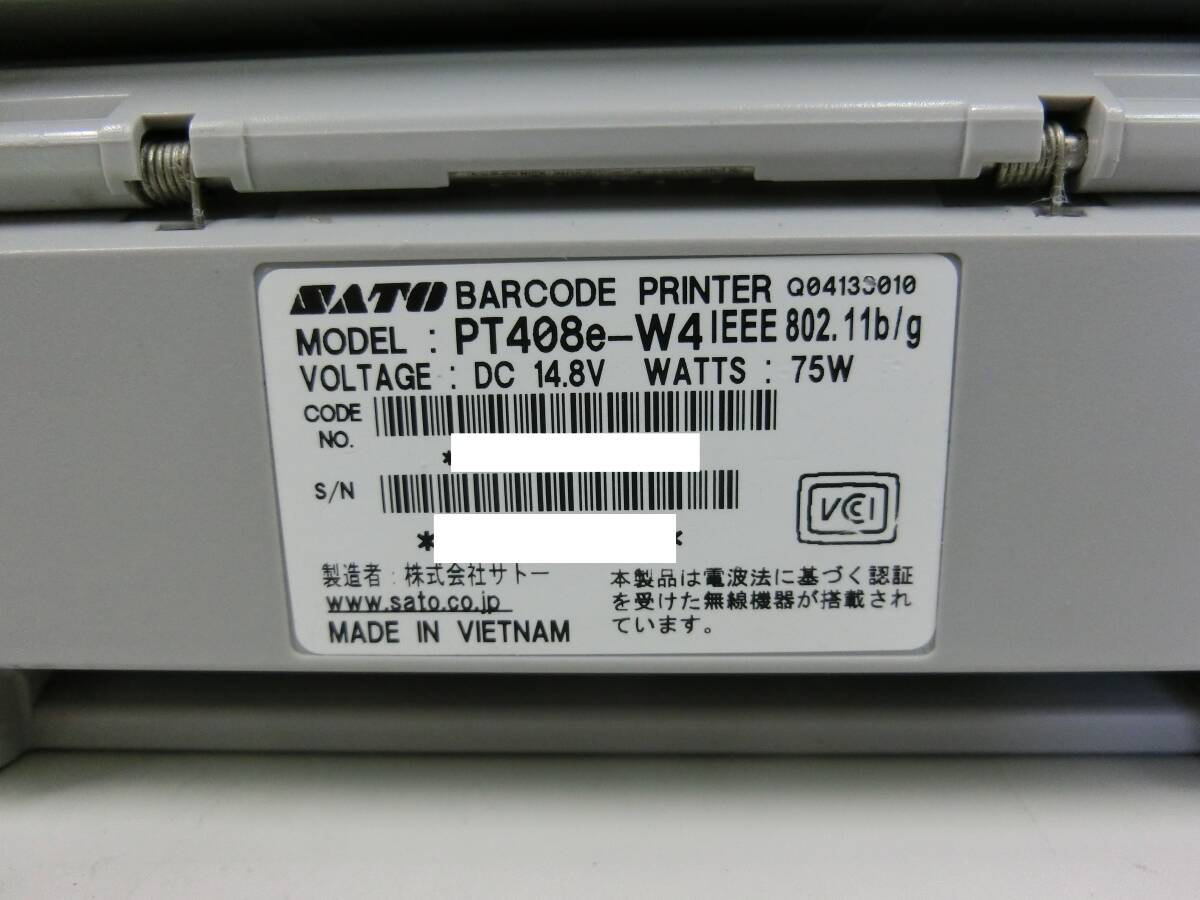 SATO BARCODE PRINTER
MODEL : PT408e-W4 IEEE 802.11b/g
VOLTAGE : DC 14.8V WATTS : 75W
CODE
NO.
*
S/N
* *
VCCI
製造者 : 株式会社サトー
www.sato.co.jp
MADE IN VIETNAM
本製品は電波法に基づく認証
を受けた無線機器が搭載され
ています。